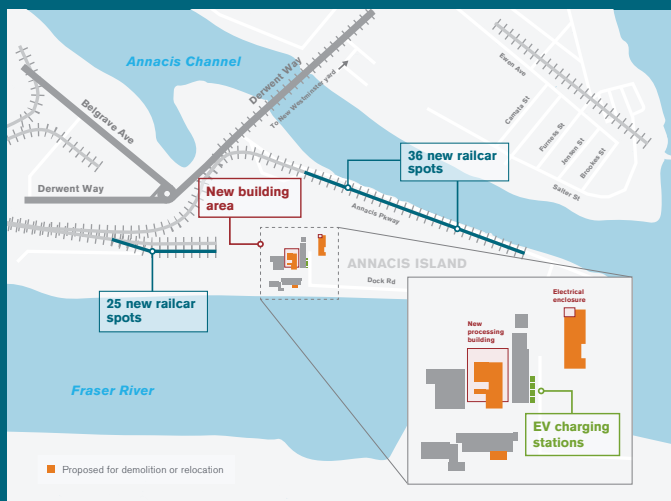 Annacis Channel
Derwent Way
To New Westminster yard
Ewen Ave
Belgrave Ave
Camata St
Furness St
Jensen St
Brookes St
Salter St
36 new railcar
spots
Derwent Way
New building
area
Annacis Pkway
ANNACIS ISLAND
Dock Rd
25 new railcar
spots
Electrical
enclosure
New
processing
building
Fraser River
EV charging
stations
Proposed for demolition or relocation